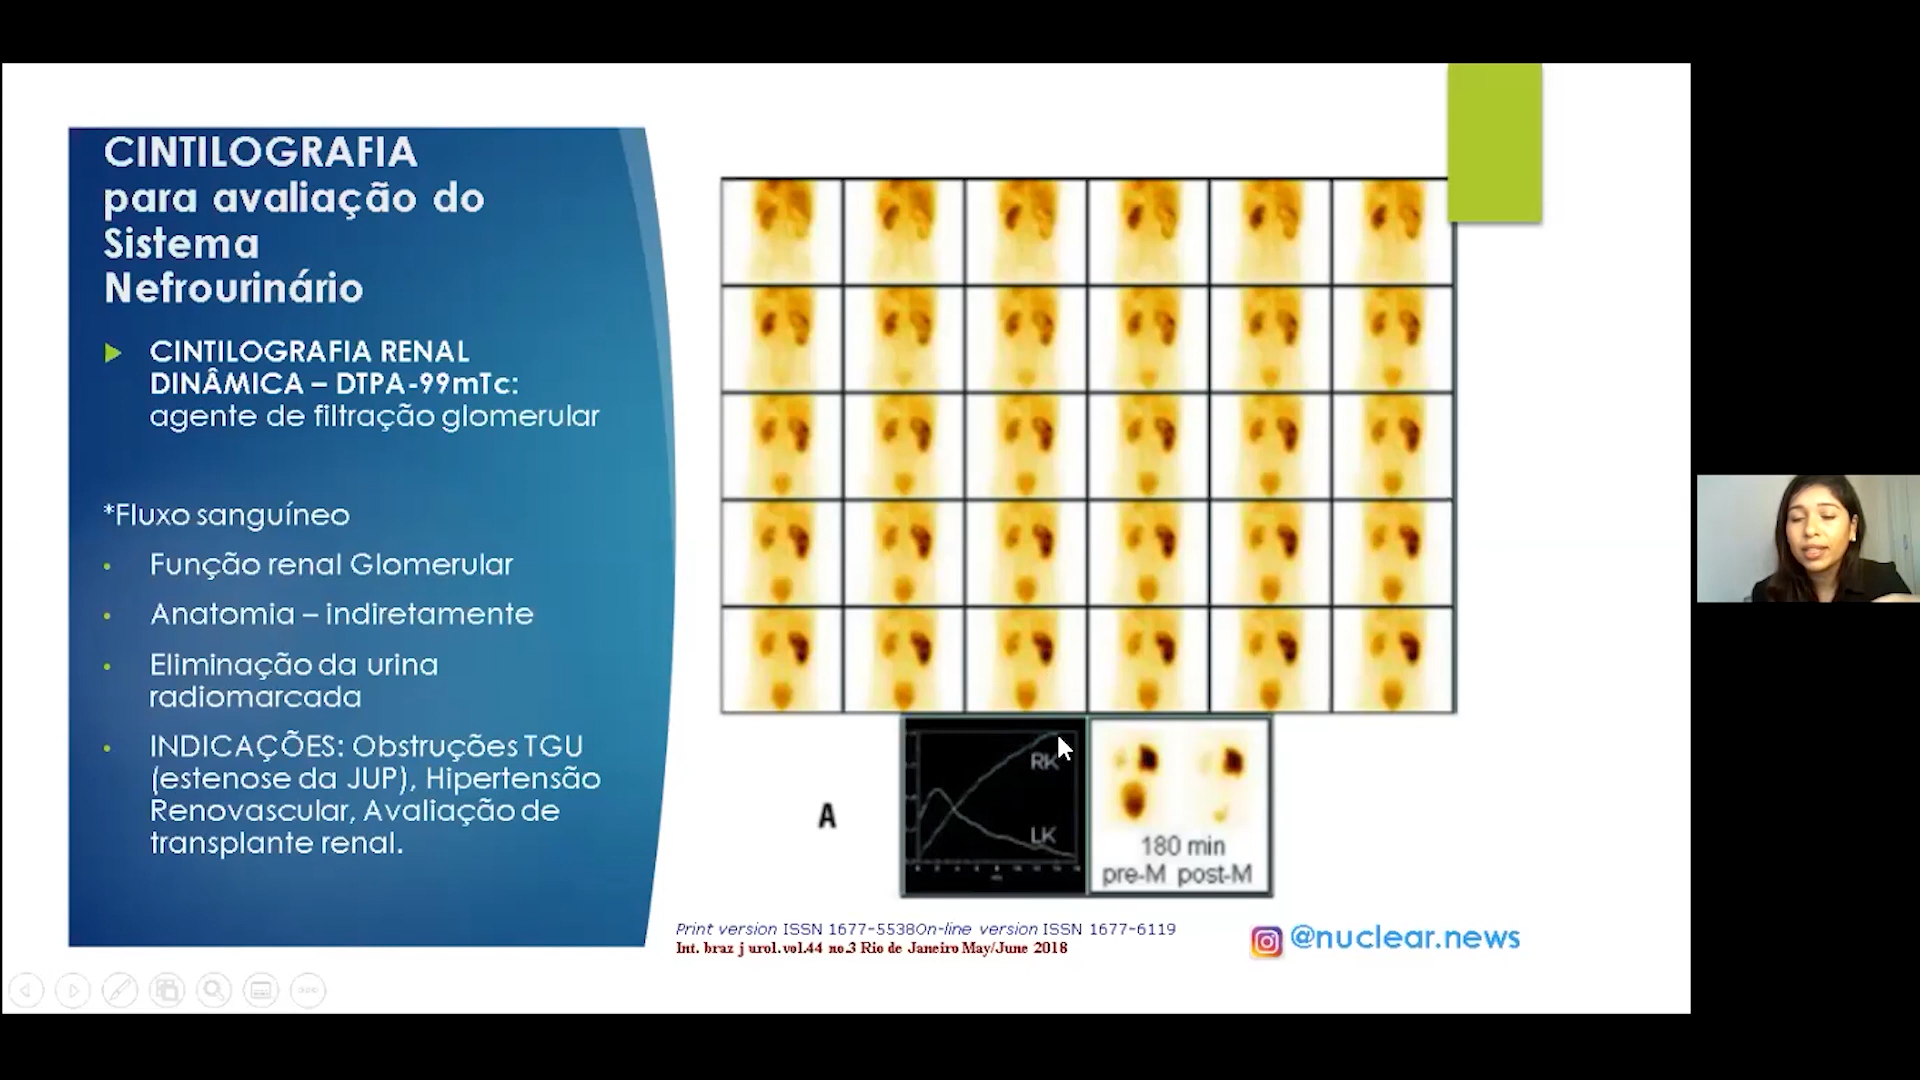 CINTILOGRAFIA
para avaliação do
Sistema
Nefrourinário
CINTILOGRAFIA RENAL
DINÂMICA – DTPA-99mTc:
agente de filtração glomerular
*Fluxo sanguíneo
Função renal Glomerular
Anatomia – indiretamente
Eliminação da urina
radiomarcada
INDICAÇÕES: Obstruções TGU
(estenose da JUP), Hipertensão
Renovascular, Avaliação de
transplante renal.
RK
LK
A
180 min
pre-M post-M
Print version ISSN 1677-5538On-line version ISSN 1677-6119
Int. braz j urol.vol.44 no.3 Rio de Janeiro May/June 2018
@nuclear.news